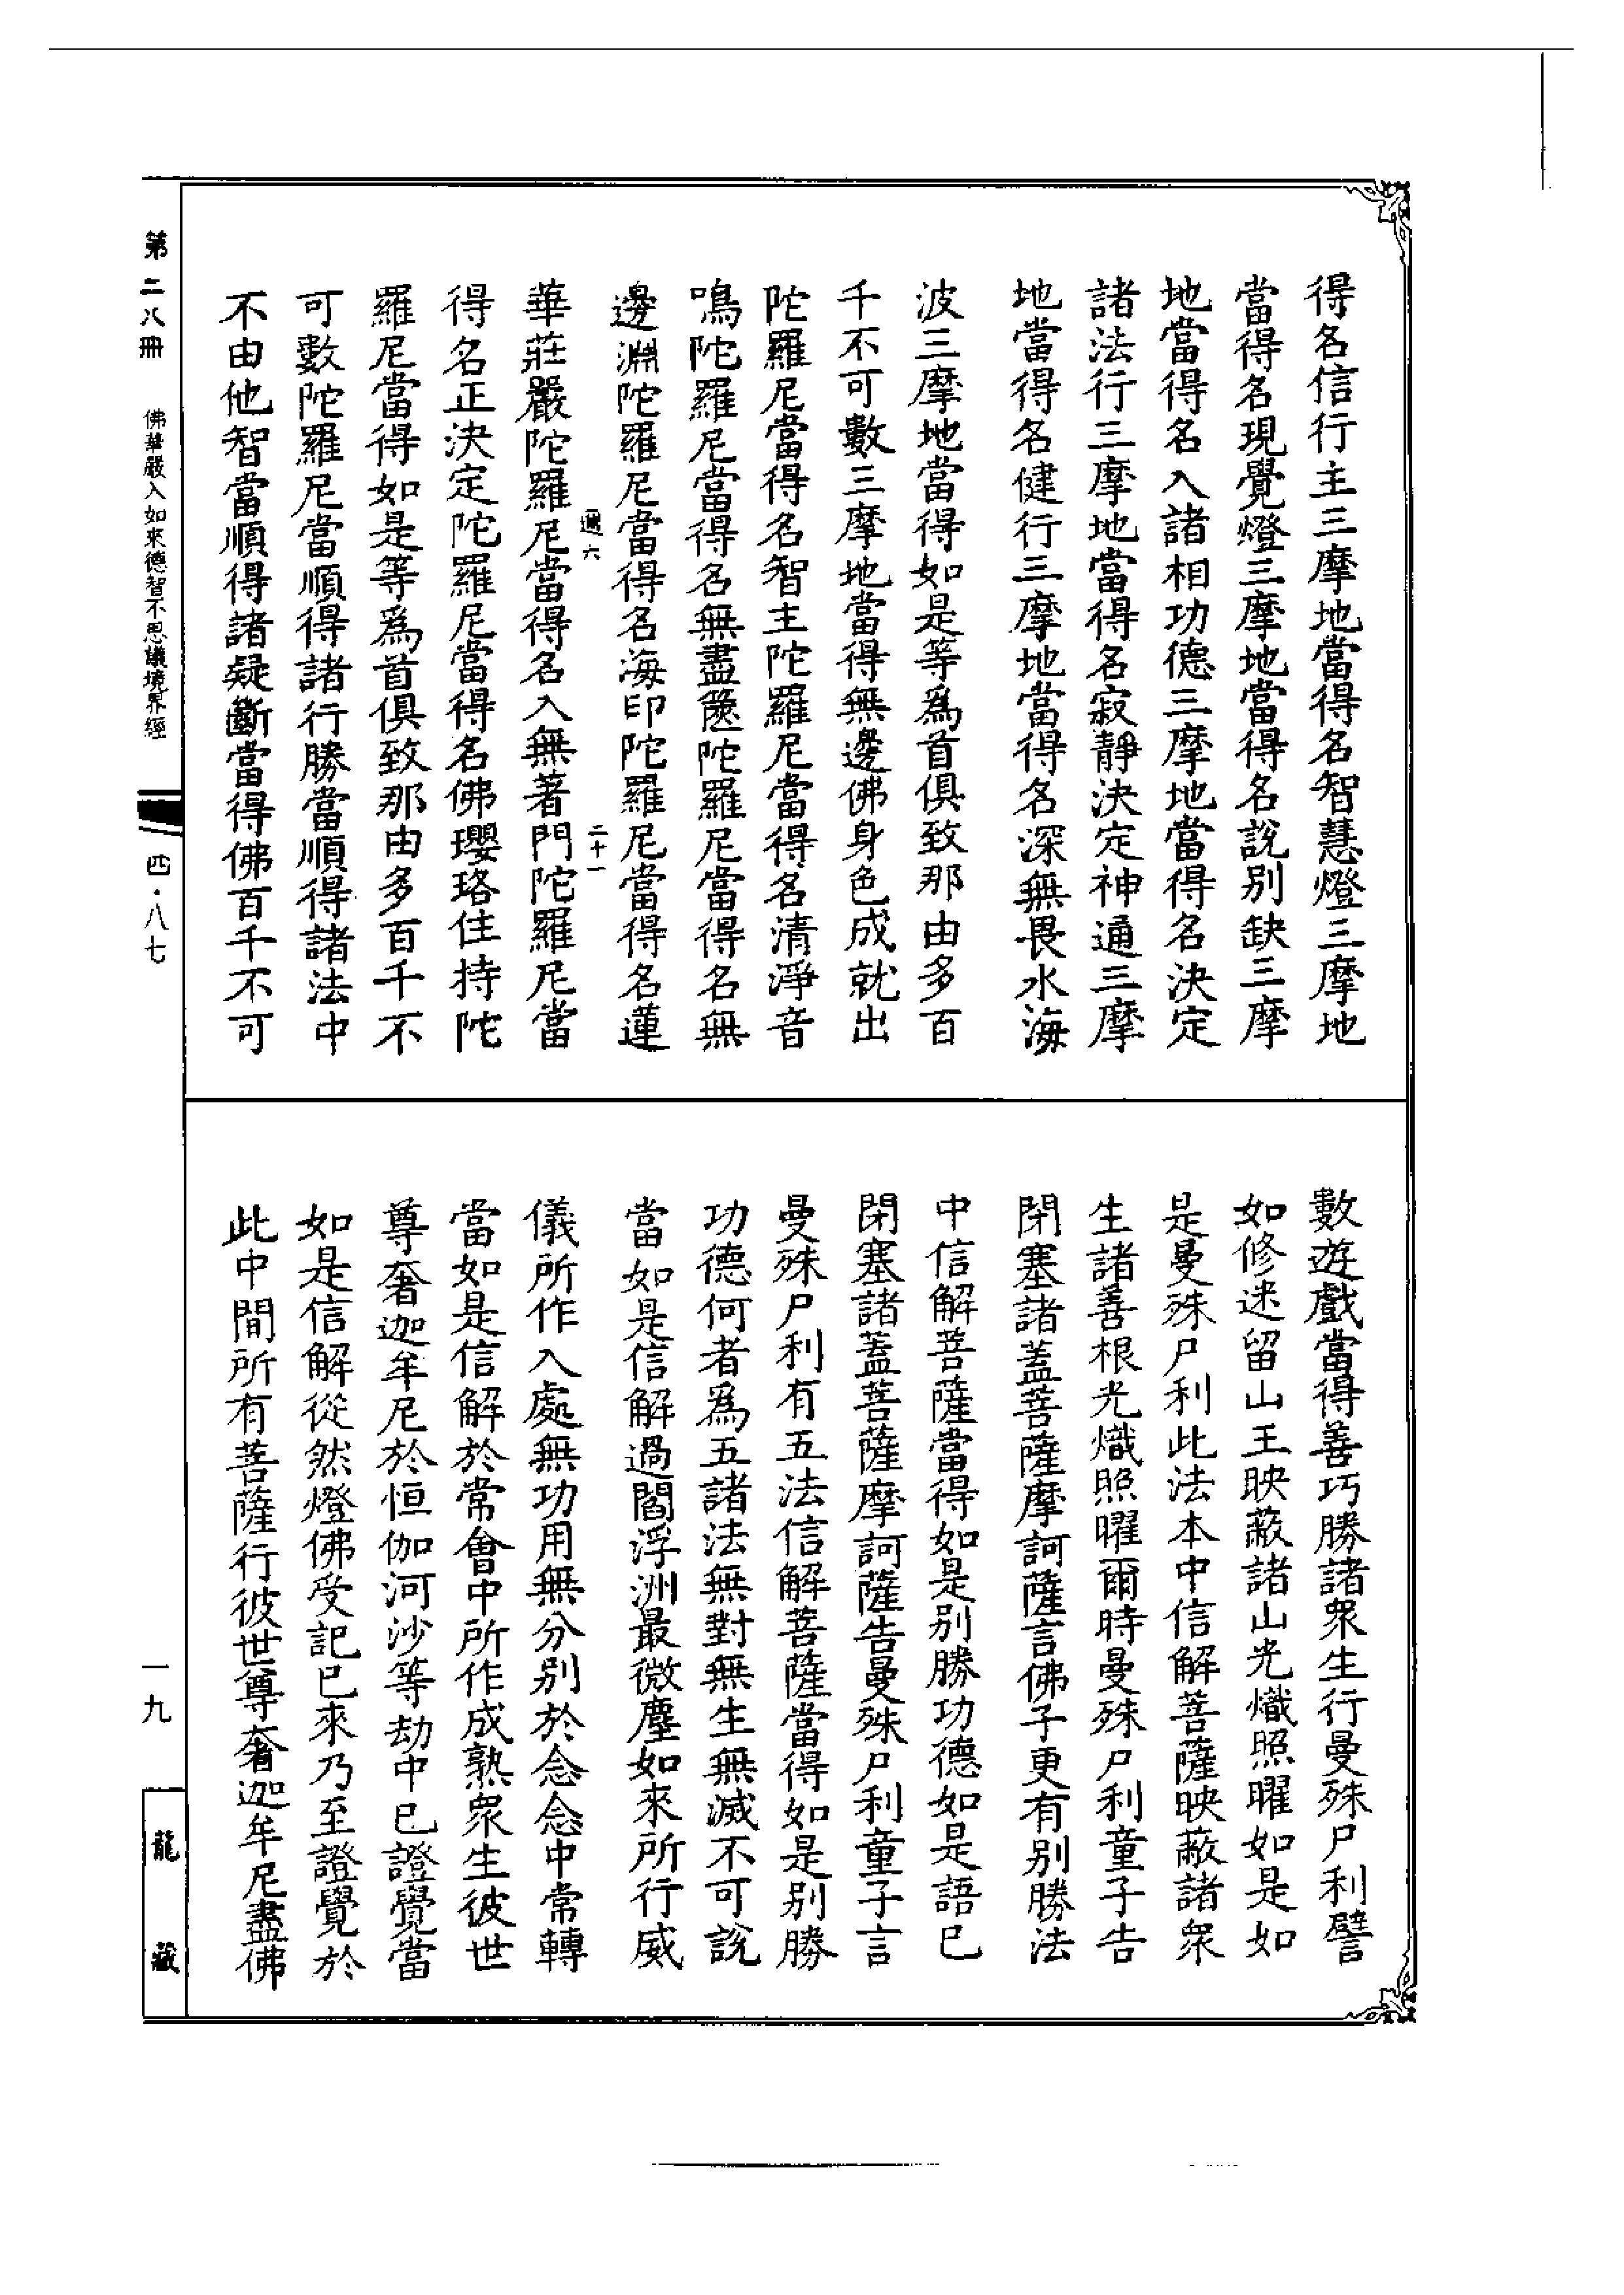 得名信行主三摩地當得名智慧燈三摩地
當得名現覺燈三摩地當得名說別缺三摩
地當得名入諸相功德三摩地當得名決定
諸法行三摩地當得名寂靜決定神通三摩
地當得名健行三摩地當得名深無畏水海
波三摩地當得如是等為首俱致那由多百
千不可數三摩地當得無邊佛身色成就出
陀羅尼當得名智主陀羅尼當得名清淨音
鳴陀羅尼當得名無盡篋陀羅尼當得名無
邊淵陀羅尼當得名海印陀羅尼當得名蓮
華莊嚴陀羅尼當得名入無著門陀羅尼當
得名正決定陀羅尼當得名佛瓔珞住持陀
羅尼當得如是等為首俱致那由多百千不
可數陀羅尼當順得諸行勝當順得諸法中
不由他智當順得諸疑斷當得佛百千不可
邇六
二十一
數遊戲當得善巧勝諸眾生行曼殊尸利譬
如修迷留山王映蔽諸山光熾照曜如是如
是曼殊尸利此法本中信解菩薩映蔽諸眾
生諸善根光熾照曜爾時曼殊尸利童子告
閉塞諸蓋菩薩摩訶薩言佛子更有別勝法
中信解菩薩當得如是別勝功德如是語已
閉塞諸蓋菩薩摩訶薩告曼殊尸利童子言
曼殊尸利有五法信解菩薩當得如是別勝
功德何者為五諸法無對無生無滅不可說
當如是信解過閻浮洲最微塵如來所行威
儀所作入處無功用無分別於念念中常轉
當如是信解於常會中所作成熟眾生彼世
尊奢迦牟尼於恒伽河沙等劫中已證覺當
如是信解從然燈佛受記已來乃至證覺於
此中間所有菩薩行彼世尊奢迦牟尼盡佛
第二八冊
佛華嚴入如來德智不思議境界經
四·八七
一九
龍藏